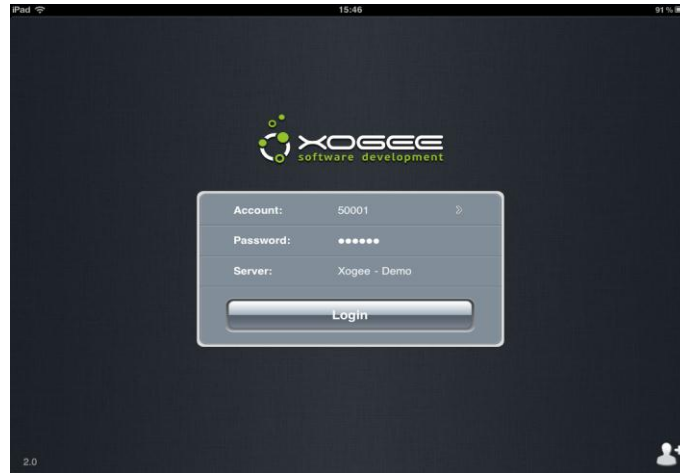 iPad 15:46 91 %
XOGEE
software development
Account: 50001
Password: ●●●●●●
Server: Xogee - Demo
Login
2.0